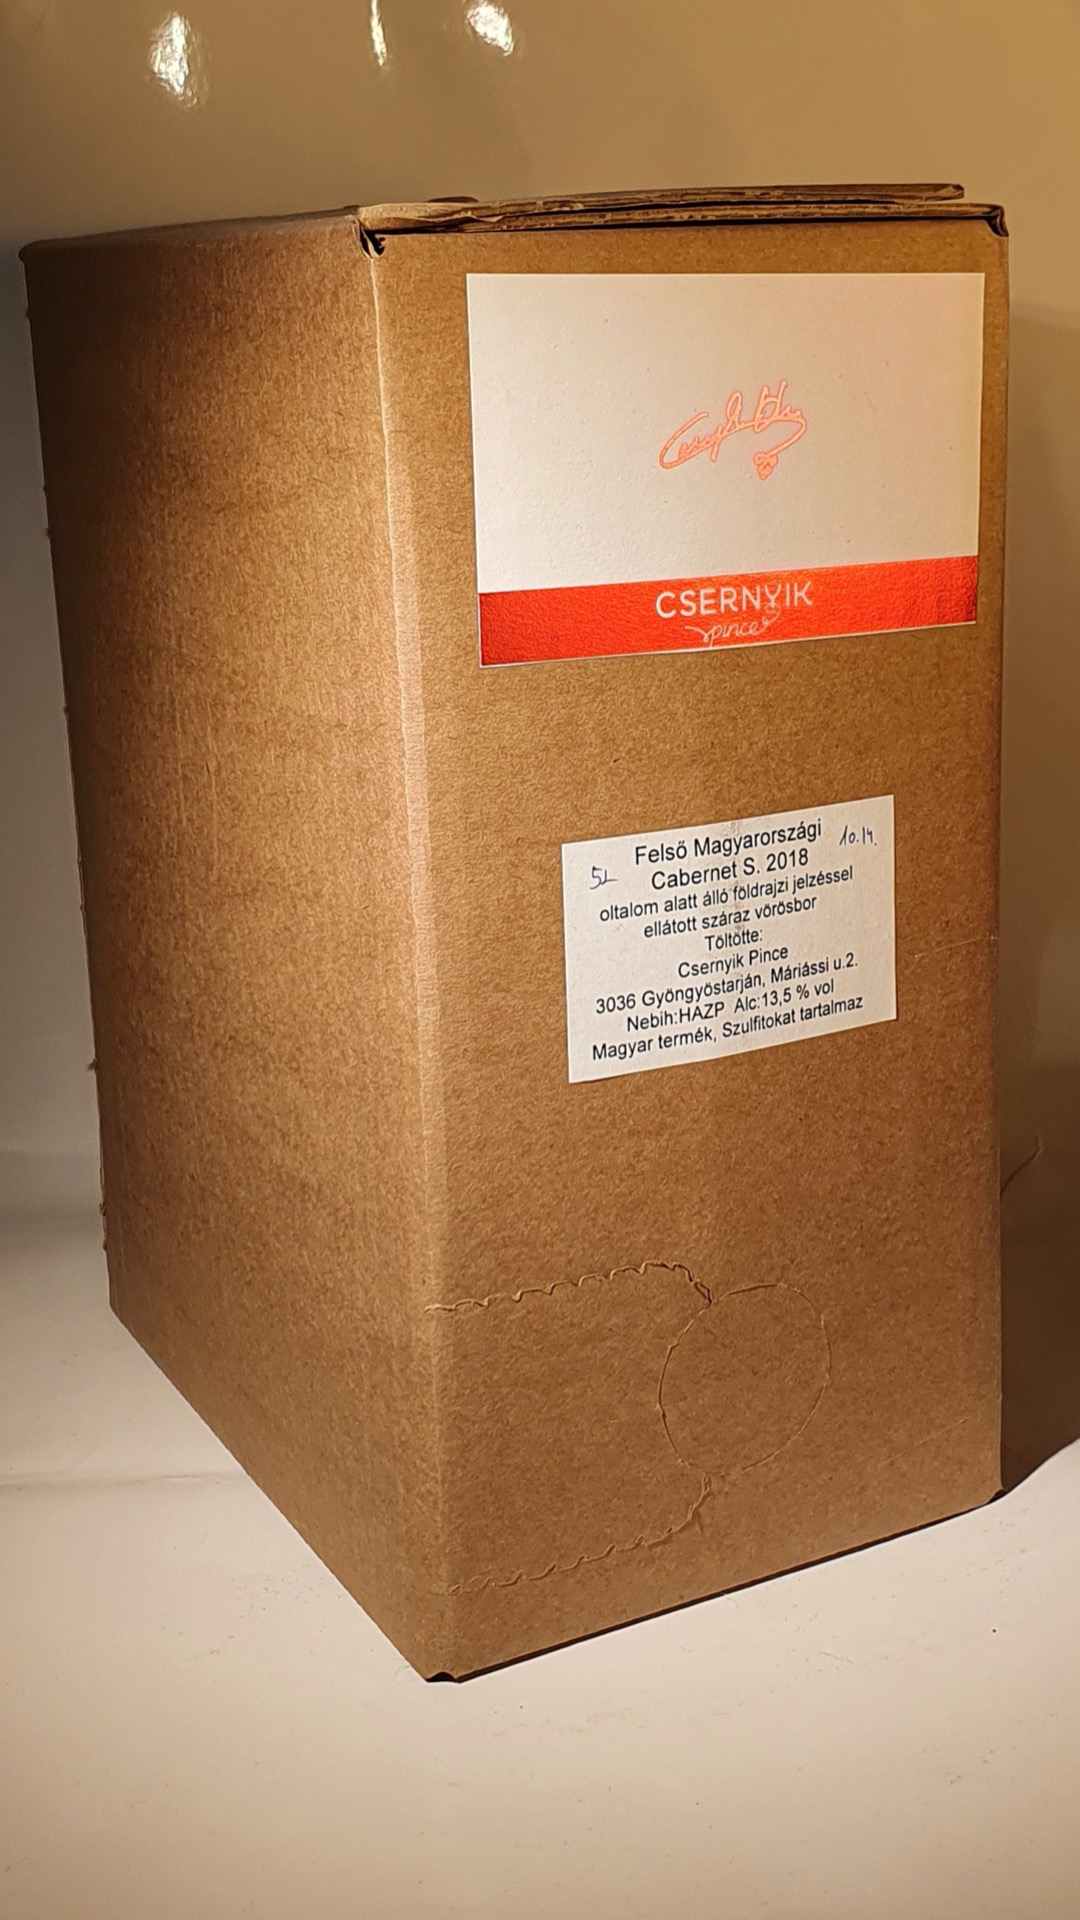 CSERNYIK
pince
Felső Magyarországi 10.14.
5L Cabernet S. 2018
oltalom alatt álló földrajzi jelzéssel
ellátott száraz vörösbor
Töltötte:
Csernyik Pince
3036 Gyöngyöstarján, Máriássi u.2.
Nebih:HAZP Alc:13,5 % vol
Magyar termék, Szulfitokat tartalmaz